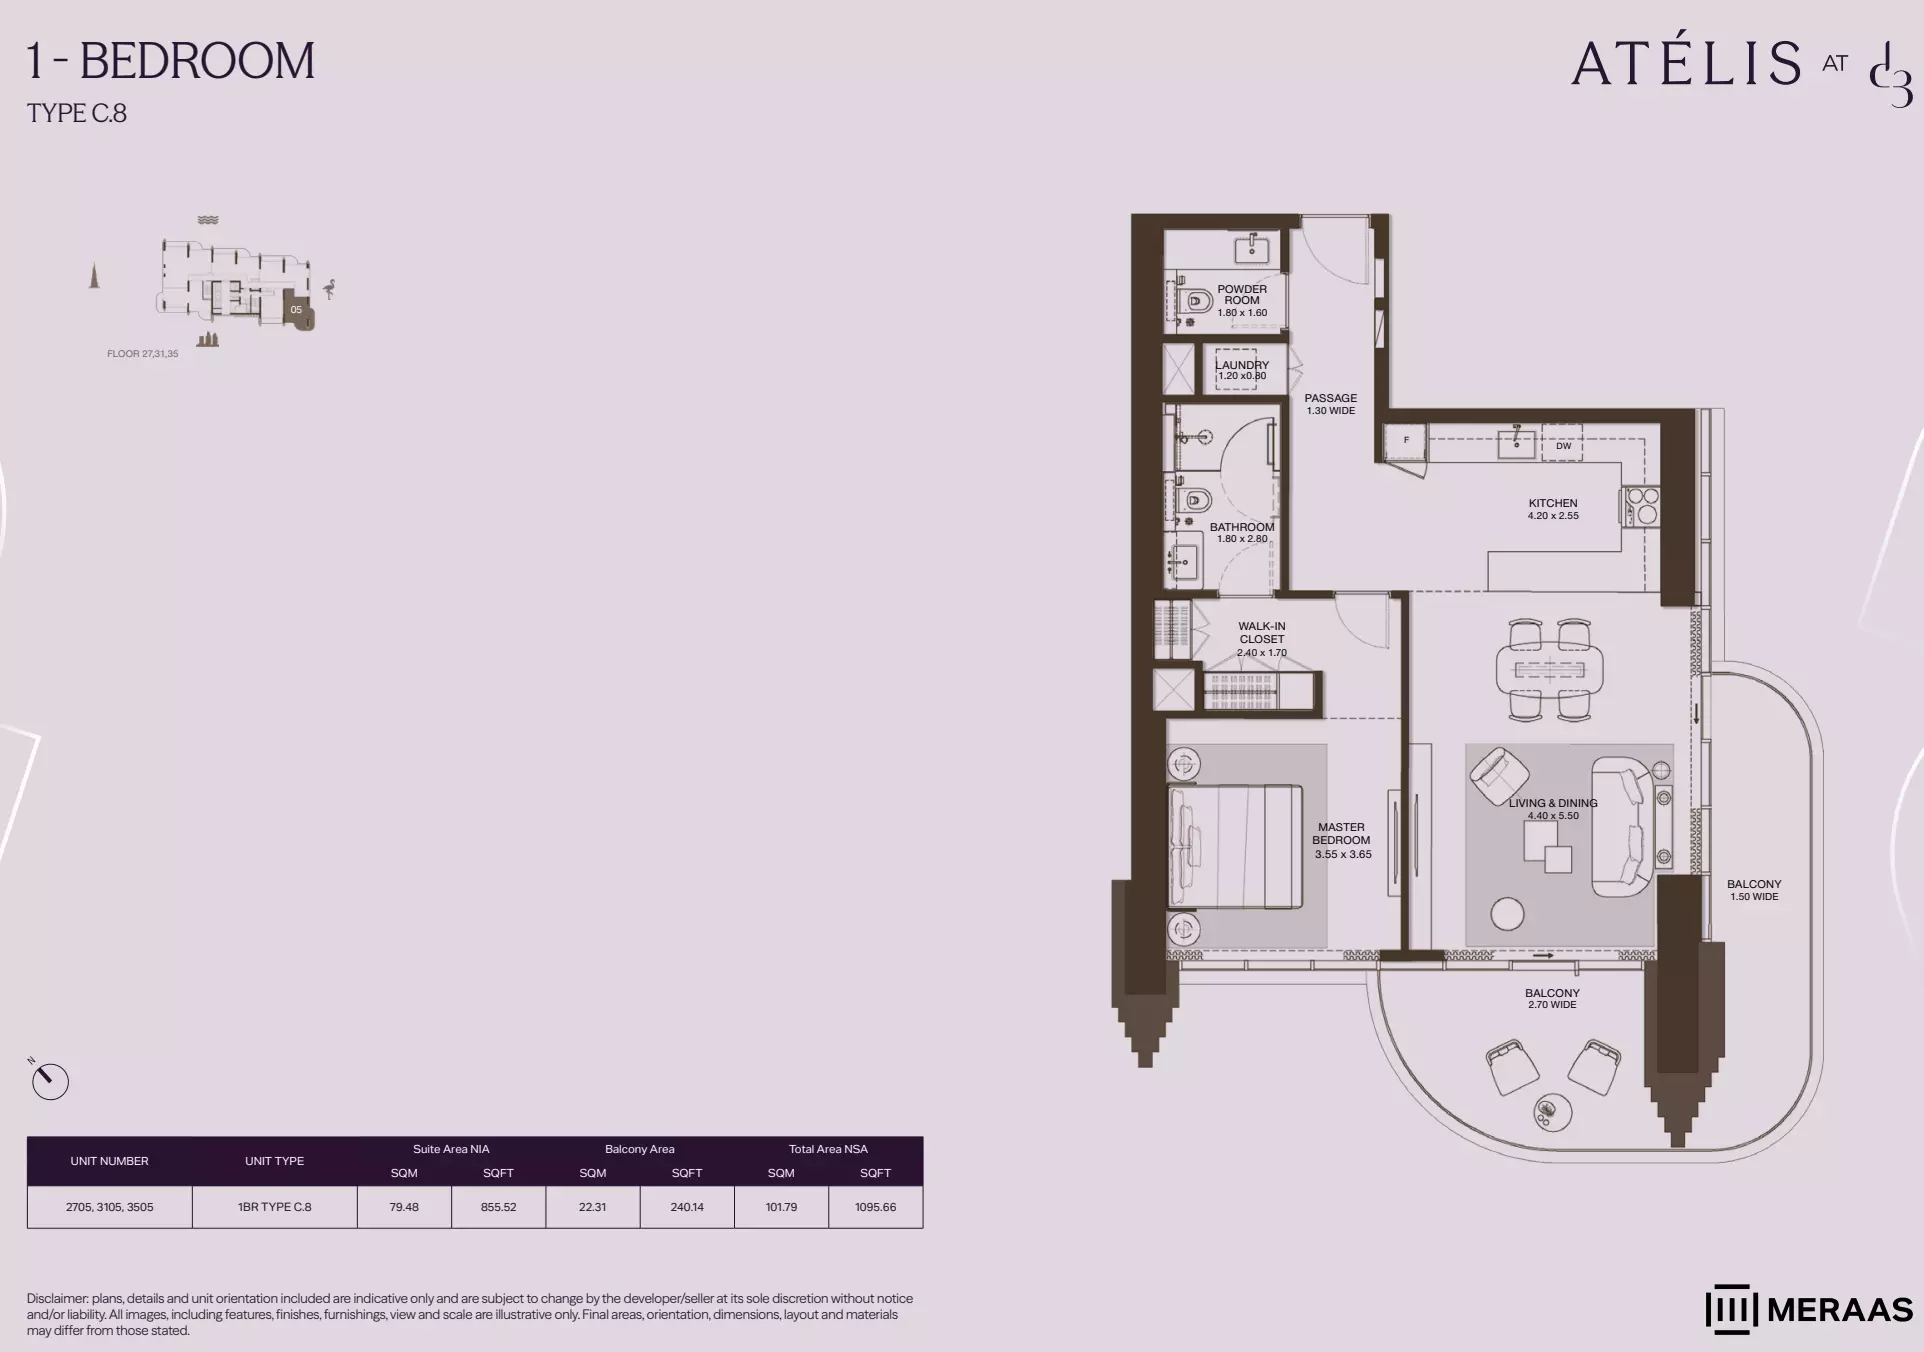 1 - BEDROOM
TYPE C.8
ATÉLIS AT d3
05
FLOOR 27,31,35
POWDER
ROOM
1.80 x 1.60
LAUNDRY
1.20 x0.80
PASSAGE
1.30 WIDE
F
DW
KITCHEN
4.20 x 2.55
BATHROOM
1.80 x 2.80
WALK-IN
CLOSET
2.40 x 1.70
LIVING & DINING
4.40 x 5.50
MASTER
BEDROOM
3.55 x 3.65
BALCONY
1.50 WIDE
BALCONY
2.70 WIDE
N
UNIT NUMBER UNIT TYPE Suite Area NIA Balcony Area Total Area NSA
SQM SQFT SQM SQFT SQM SQFT
2705, 3105, 3505 1BR TYPE C.8 79.48 855.52 22.31 240.14 101.79 1095.66
Disclaimer: plans, details and unit orientation included are indicative only and are subject to change by the developer/seller at its sole discretion without notice
and/or liability. All images, including features, finishes, furnishings, view and scale are illustrative only. Final areas, orientation, dimensions, layout and materials
may differ from those stated.
MERAAS